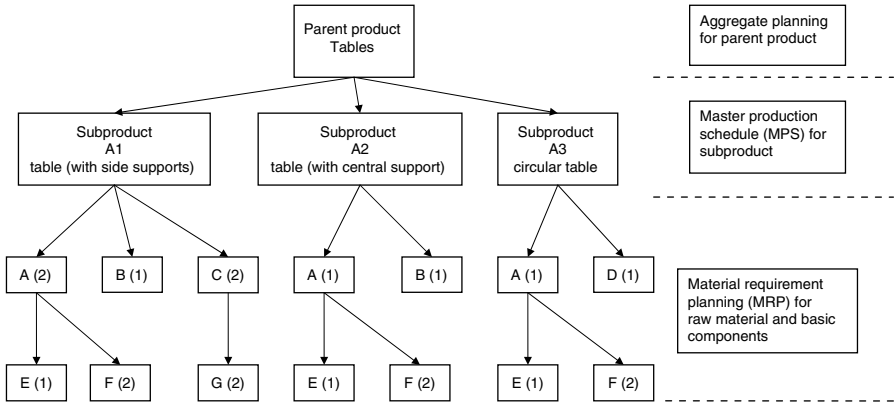 Parent product
Tables
Aggregate planning
for parent product
Subproduct
A1
table (with side supports)
Subproduct
A2
table (with central support)
Subproduct
A3
circular table
Master production
schedule (MPS) for
subproduct
A (2)
B (1)
C (2)
A (1)
B (1)
A (1)
D (1)
Material requirement
planning (MRP) for
raw material and basic
components
E (1)
F (2)
G (2)
E (1)
F (2)
E (1)
F (2)